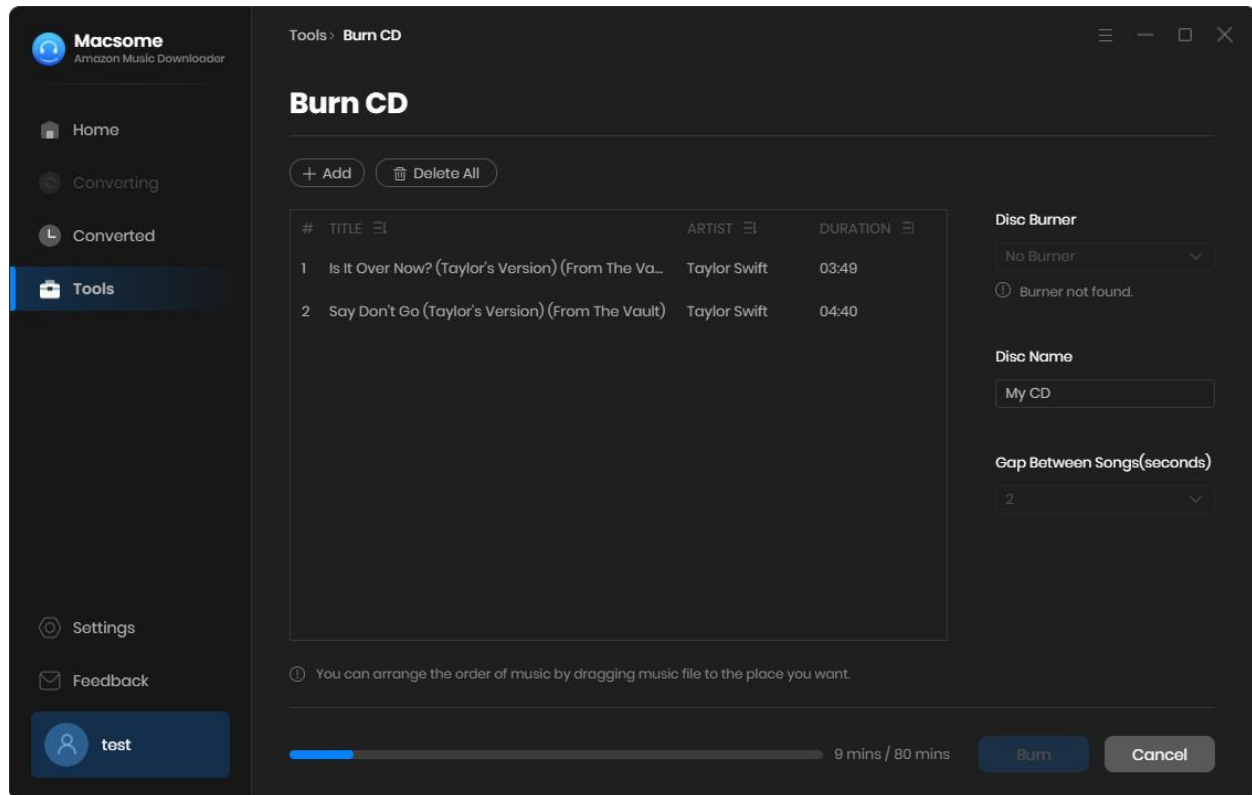 Macsome
Amazon Music Downloader
Home
Converting
Converted
Tools
Settings
Feedback
test
Tools › Burn CD
Burn CD
+ Add
Delete All
# TITLE ARTIST DURATION
1 Is It Over Now? (Taylor's Version) (From The Va... Taylor Swift 03:49
2 Say Don't Go (Taylor's Version) (From The Vault) Taylor Swift 04:40
You can arrange the order of music by dragging music file to the place you want.
Disc Burner
No Burner
Burner not found.
Disc Name
My CD
Gap Between Songs(seconds)
2
9 mins / 80 mins
Burn
Cancel